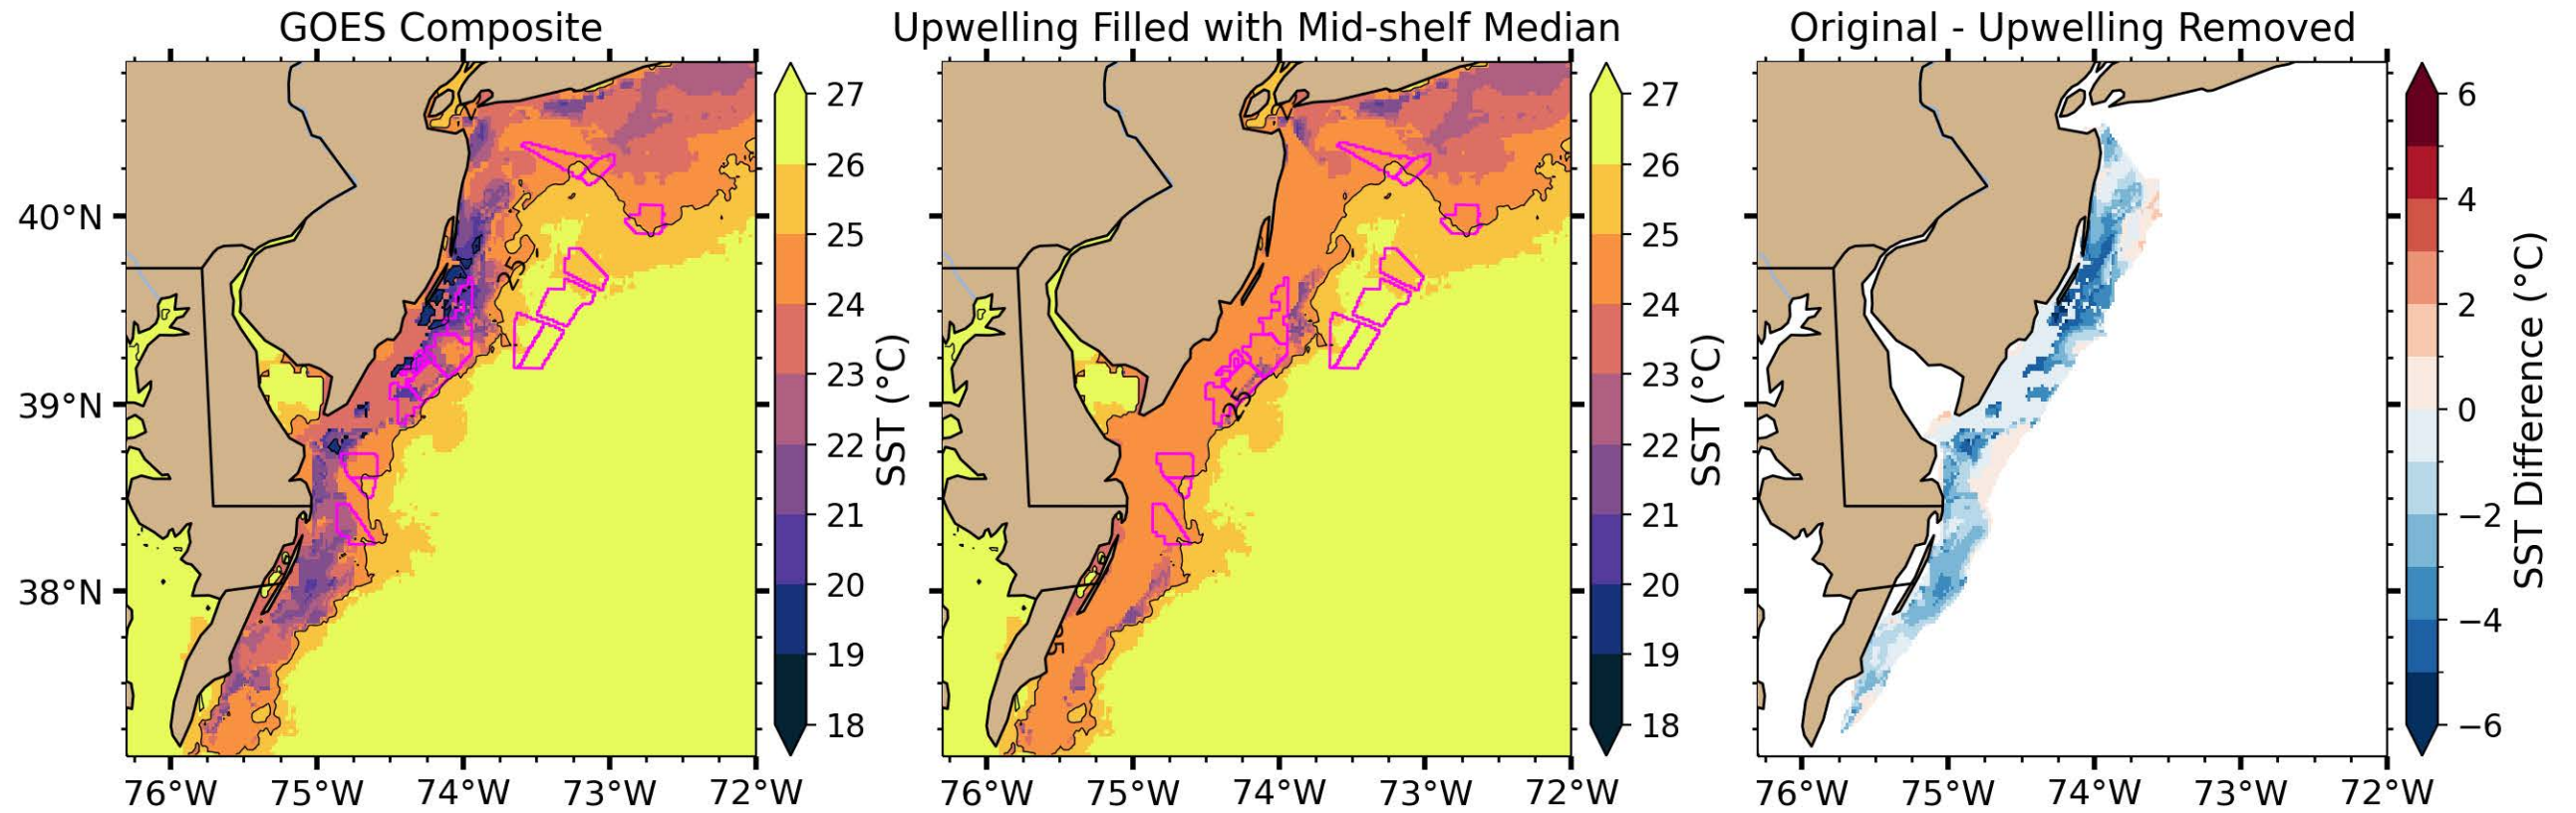 GOES Composite
Upwelling Filled with Mid-shelf Median
Original - Upwelling Removed
40°N
39°N
38°N
76°W 75°W 74°W 73°W 72°W
25
27
26
25
24
23
22
21
20
19
18
SST (°C)
76°W 75°W 74°W 73°W 72°W
25
25
27
26
25
24
23
22
21
20
19
18
SST (°C)
76°W 75°W 74°W 73°W 72°W
6
4
2
0
−2
−4
−6
SST Difference (°C)